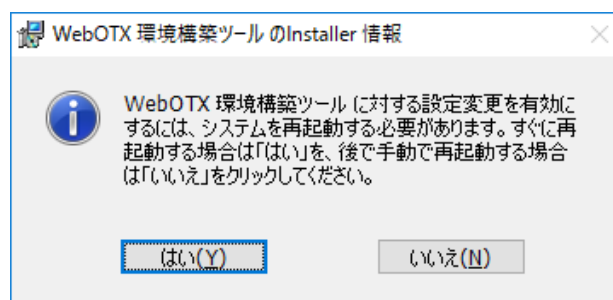 WebOTX 環境構築ツール のInstaller 情報
WebOTX 環境構築ツール に対する設定変更を有効に
するには、システムを再起動する必要があります。すぐに再
起動する場合は「はい」を、後で手動で再起動する場合
は「いいえ」をクリックしてください。
はい(Y)
いいえ(N)